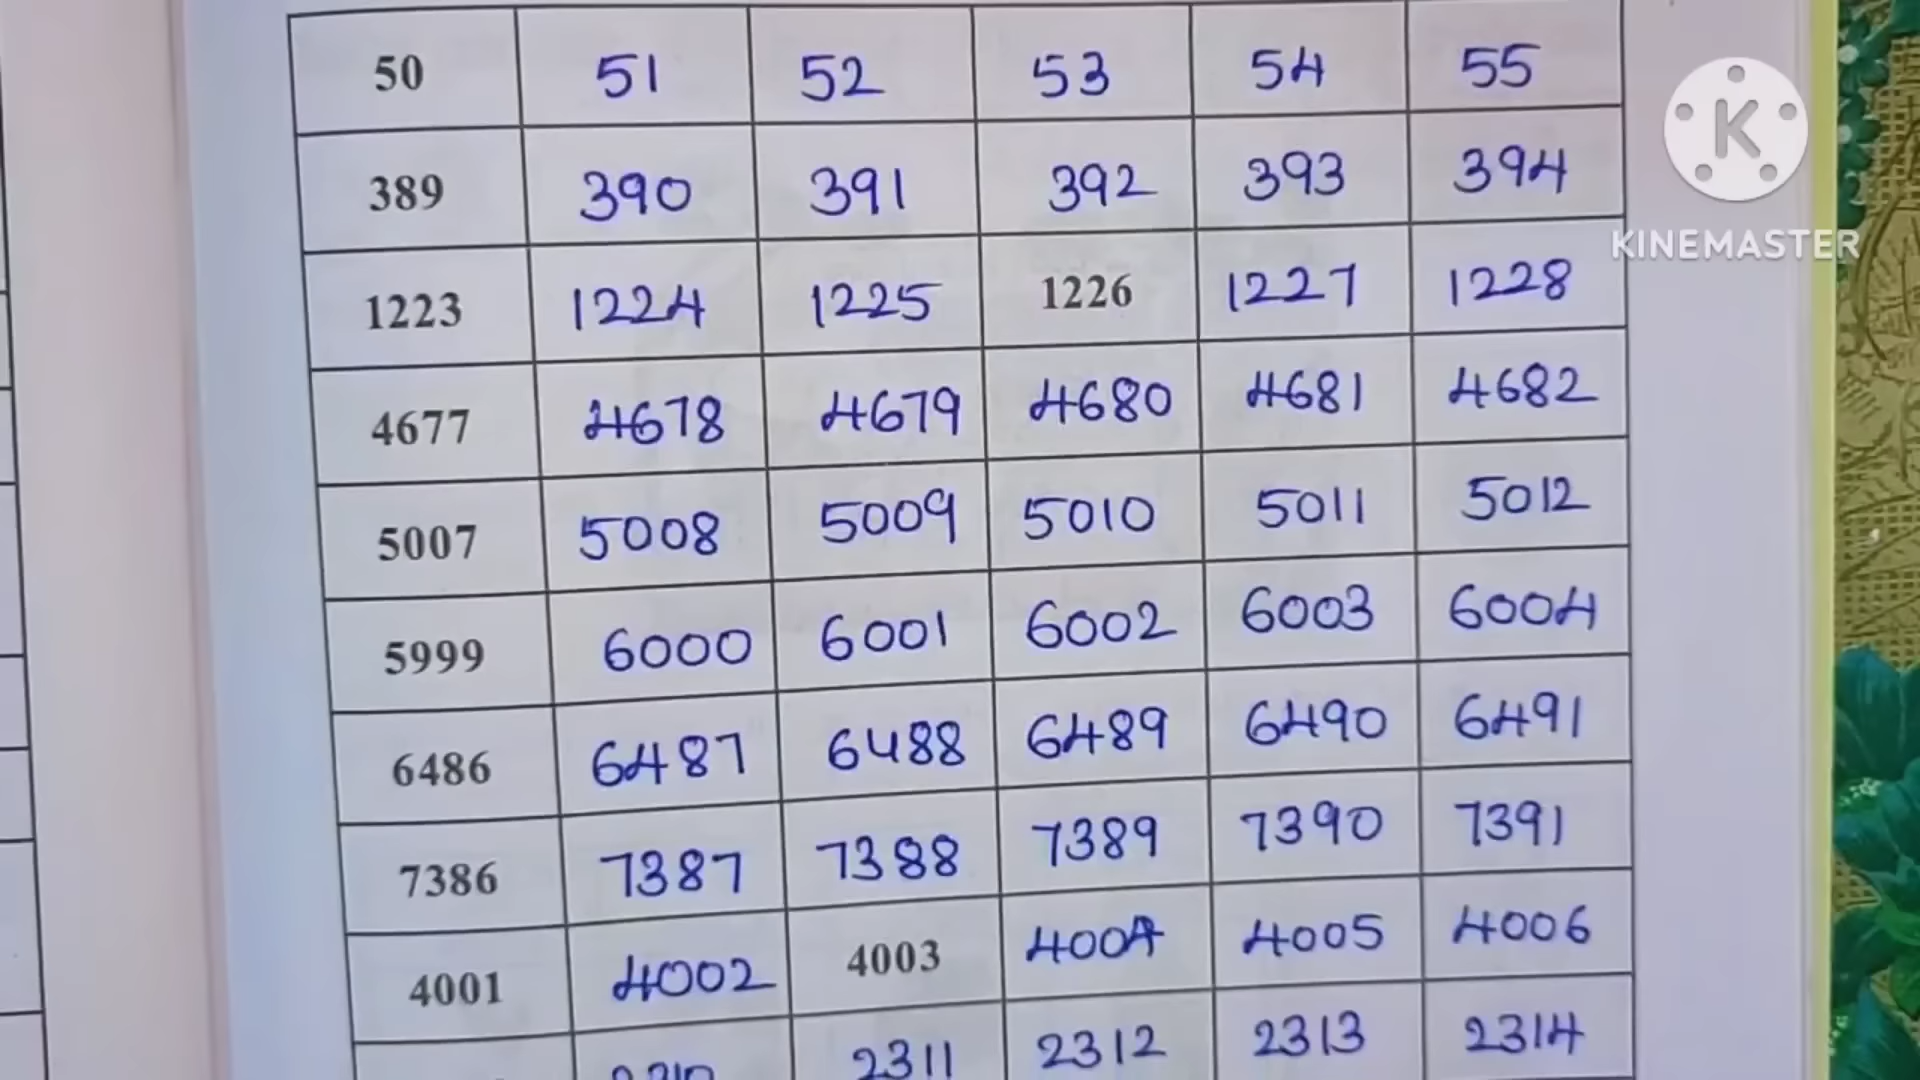 50 51 52 53 54 55
389 390 391 392 393 394
1223 1224 1225 1226 1227 1228
4677 4678 4679 4680 4681 4682
5007 5008 5009 5010 5011 5012
5999 6000 6001 6002 6003 6004
6486 6487 6488 6489 6490 6491
7386 7387 7388 7389 7390 7391
4001 4002 4003 4004 4005 4006
2311 2312 2313 2314
K
KINEMASTER